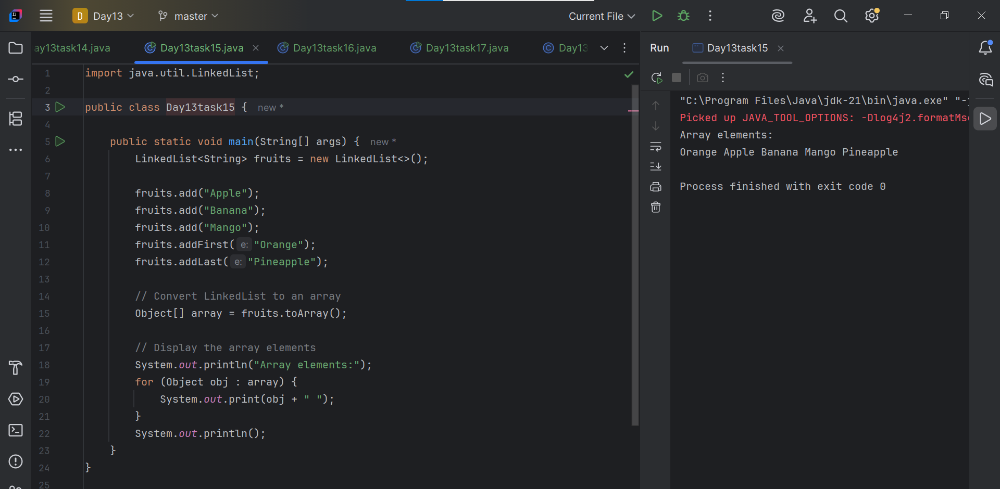 D Day13 master Current File
ay13task14.java Day13task15.java Day13task16.java Day13task17.java Day13
1 import java.util.LinkedList;
2
3 public class Day13task15 { new *
4
5 public static void main(String[] args) { new *
6 LinkedList<String> fruits = new LinkedList<>();
7
8 fruits.add("Apple");
9 fruits.add("Banana");
10 fruits.add("Mango");
11 fruits.addFirst( e: "Orange");
12 fruits.addLast( e: "Pineapple");
13
14 // Convert LinkedList to an array
15 Object[] array = fruits.toArray();
16
17 // Display the array elements
18 System.out.println("Array elements:");
19 for (Object obj : array) {
20 System.out.print(obj + " ");
21 }
22 System.out.println();
23 }
24 }
25
Run Day13task15
"C:\Program Files\Java\jdk-21\bin\java.exe" "-
Picked up JAVA_TOOL_OPTIONS: -Dlog4j2.formatMs
Array elements:
Orange Apple Banana Mango Pineapple
Process finished with exit code 0